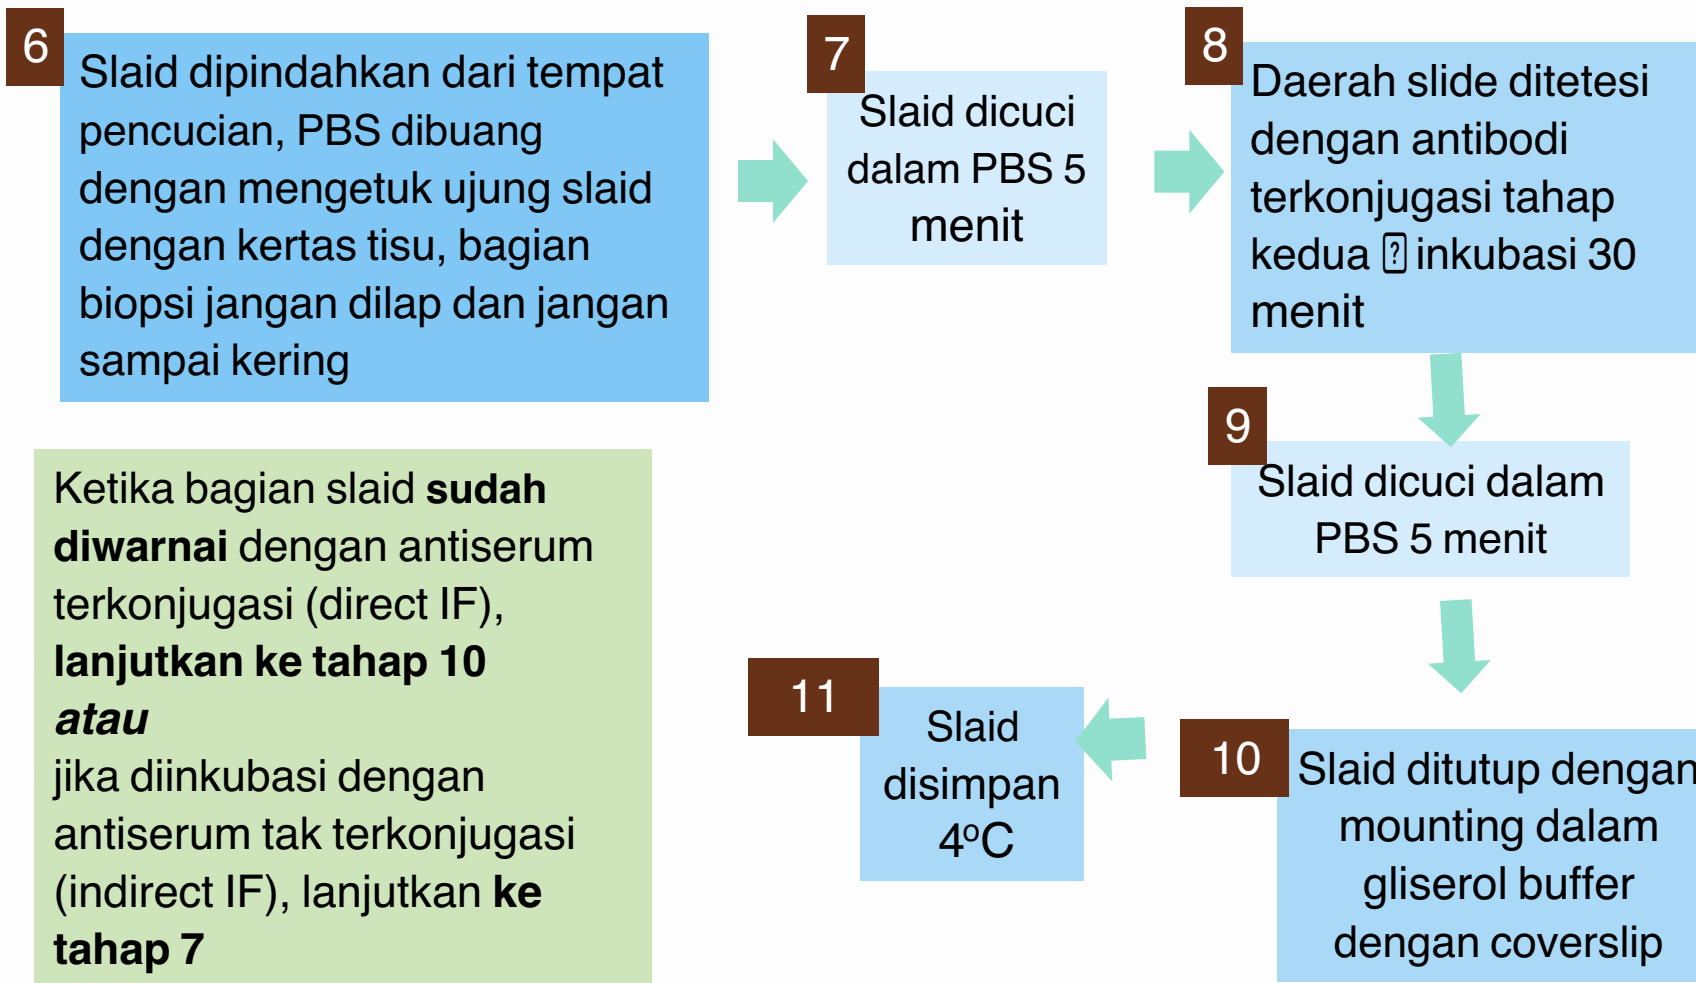 6
Slaid dipindahkan dari tempat
pencucian, PBS dibuang
dengan mengetuk ujung slaid
dengan kertas tisu, bagian
biopsi jangan dilap dan jangan
sampai kering
7
Slaid dicuci
dalam PBS 5
menit
8
Daerah slide ditetesi
dengan antibodi
terkonjugasi tahap
kedua ⍰ inkubasi 30
menit
9
Slaid dicuci dalam
PBS 5 menit
10
Slaid ditutup dengan
mounting dalam
gliserol buffer
dengan coverslip
11
Slaid
disimpan
4ºC
Ketika bagian slaid sudah
diwarnai dengan antiserum
terkonjugasi (direct IF),
lanjutkan ke tahap 10
atau
jika diinkubasi dengan
antiserum tak terkonjugasi
(indirect IF), lanjutkan ke
tahap 7